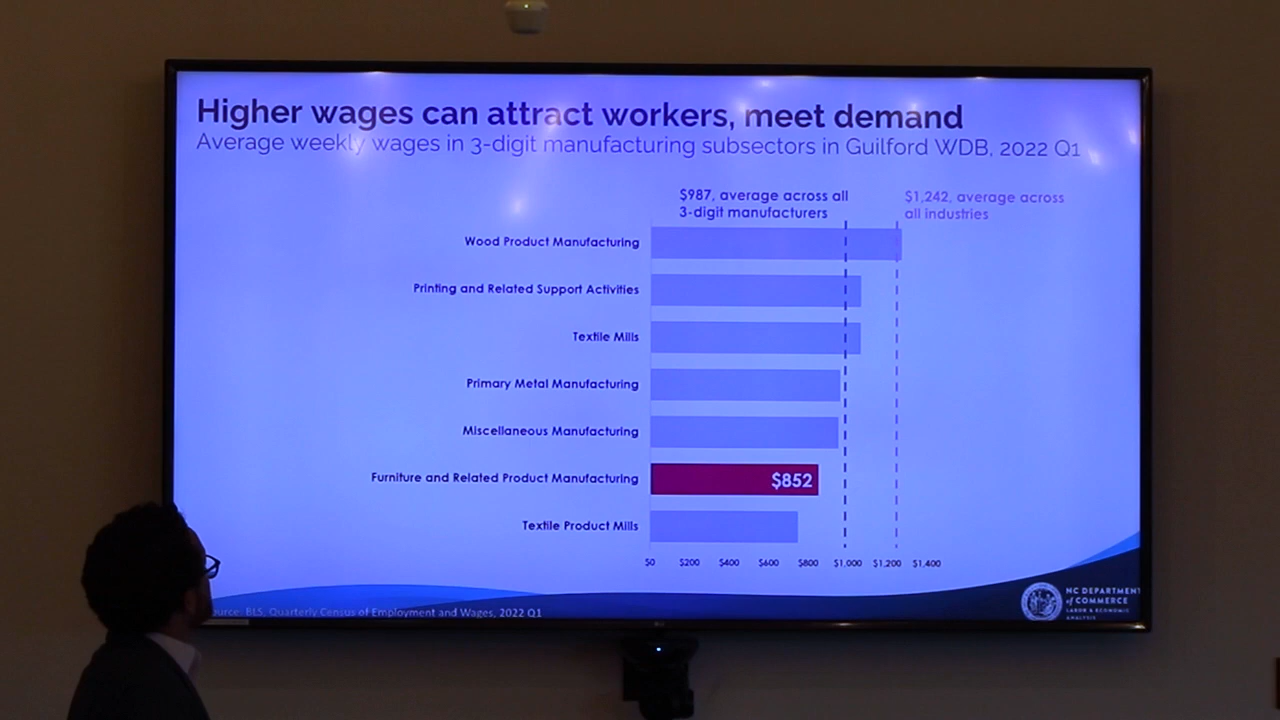 Higher wages can attract workers, meet demand
Average weekly wages in 3-digit manufacturing subsectors in Guilford WDB, 2022 Q1
$987, average across all
3-digit manufacturers
$1,242, average across
all industries
Wood Product Manufacturing
Printing and Related Support Activities
Textile Mills
Primary Metal Manufacturing
Miscellaneous Manufacturing
Furniture and Related Product Manufacturing
$852
Textile Product Mills
$0 $200 $400 $600 $800 $1,000 $1,200 $1,400
BLS, Quarterly Census of Employment and Wages, 2022 Q1
NC DEPARTMENT
of COMMERCE
LABOR & ECONOMIC
ANALYSIS